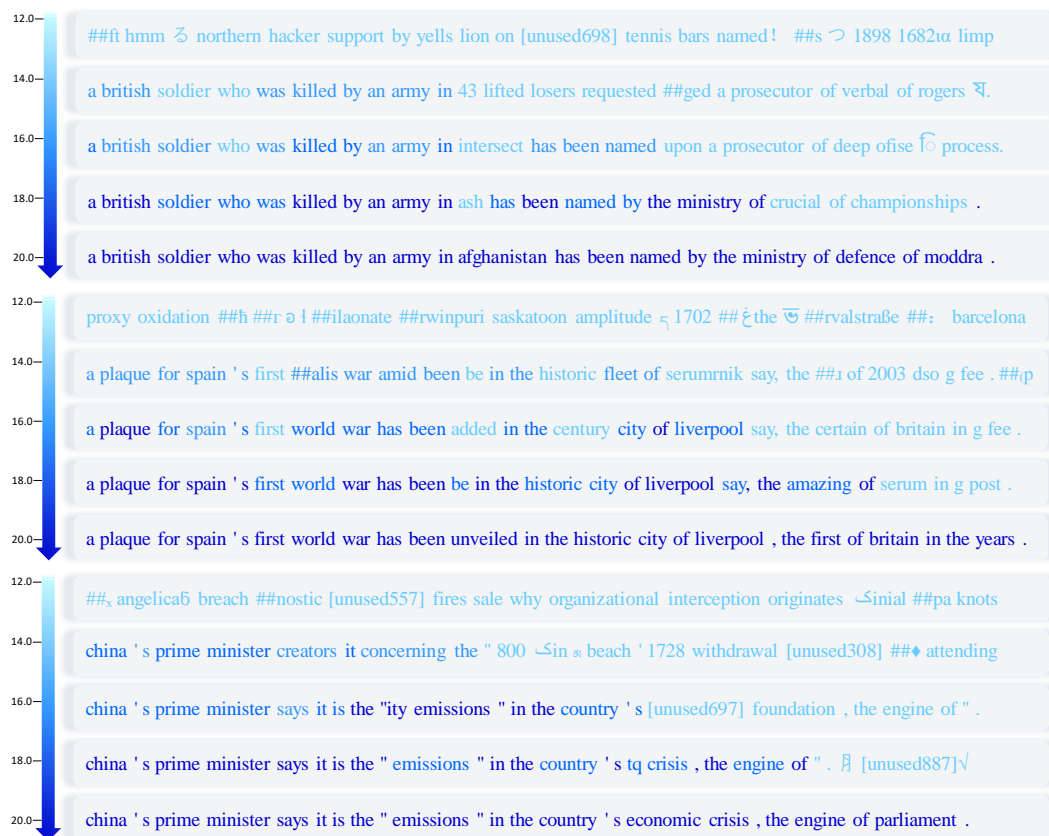 12.0
##ft hmm る northern hacker support by yells lion on [unused698] tennis bars named! ##s つ 1898 1682ια limp
14.0
a british soldier who was killed by an army in 43 lifted losers requested ##ged a prosecutor of verbal of rogers য.
16.0
a british soldier who was killed by an army in intersect has been named upon a prosecutor of deep ofise ि process.
18.0
a british soldier who was killed by an army in ash has been named by the ministry of crucial of championships .
20.0
a british soldier who was killed by an army in afghanistan has been named by the ministry of defence of moddra .
12.0
proxy oxidation ##ħ ##r ə ɫ ##ilaonate ##rwinpuri saskatoon amplitude 1702 ## the ##rvalstraße ##: barcelona
14.0
a plaque for spain ' s first ##alis war amid been be in the historic fleet of serumrnik say, the ##ɹ of 2003 dso g fee . ##(p
16.0
a plaque for spain ' s first world war has been added in the century city of liverpool say, the certain of britain in g fee .
18.0
a plaque for spain ' s first world war has been be in the historic city of liverpool say, the amazing of serum in g post .
20.0
a plaque for spain ' s first world war has been unveiled in the historic city of liverpool , the first of britain in the years .
12.0
##ₓ angelicaб breach ##nostic [unused557] fires sale why organizational interception originates کinial ##pa knots
14.0
china ' s prime minister creators it concerning the " 800 کin beach ' 1728 withdrawal [unused308] ##♦ attending
16.0
china ' s prime minister says it is the "ity emissions " in the country ' s [unused697] foundation , the engine of " .
18.0
china ' s prime minister says it is the " emissions " in the country ' s tq crisis , the engine of " . [unused887]√
20.0
china ' s prime minister says it is the " emissions " in the country ' s economic crisis , the engine of parliament .